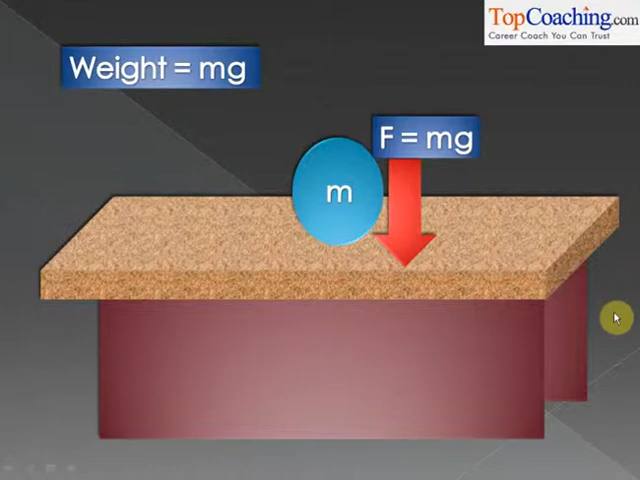 TopCoaching.com
Career Coach You Can Trust
Weight = mg
F = mg
m